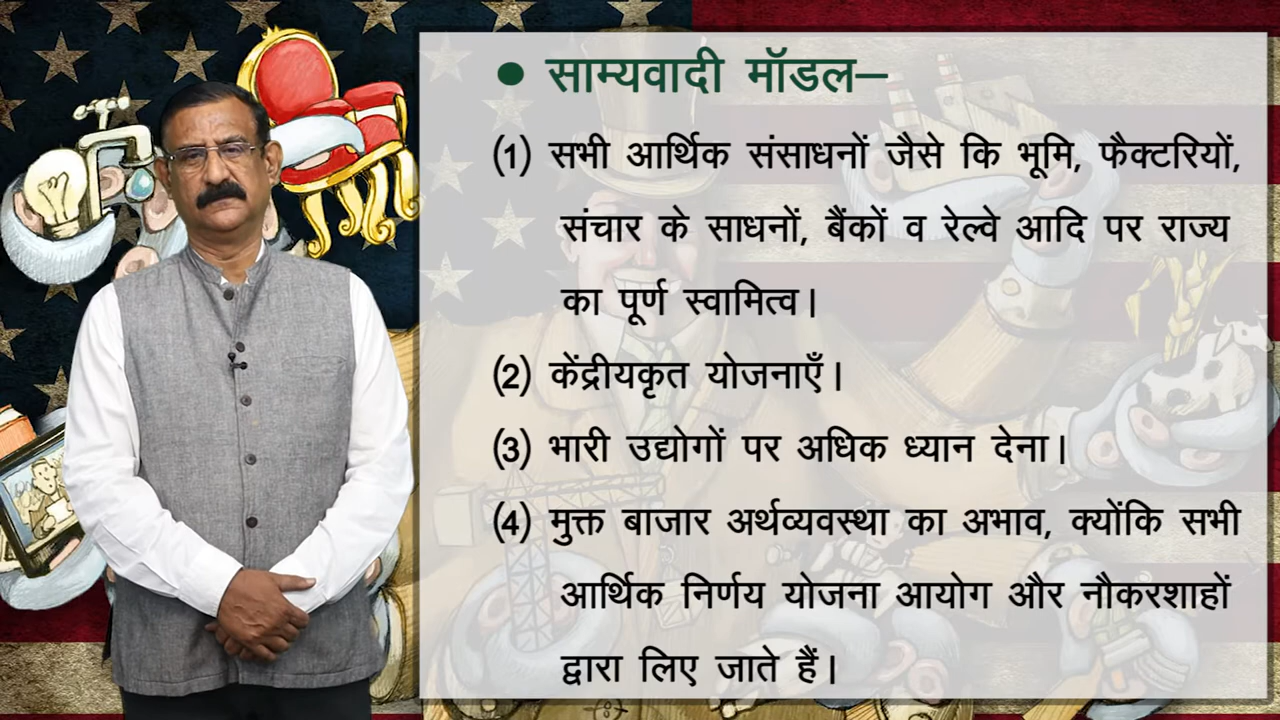 • साम्यवादी मॉडल–
(1) सभी आर्थिक संसाधनों जैसे कि भूमि, फैक्टरियों,
संचार के साधनों, बैंकों व रेल्वे आदि पर राज्य
का पूर्ण स्वामित्व।
(2) केंद्रीयकृत योजनाएँ।
(3) भारी उद्योगों पर अधिक ध्यान देना।
(4) मुक्त बाजार अर्थव्यवस्था का अभाव, क्योंकि सभी
आर्थिक निर्णय योजना आयोग और नौकरशाहों
द्वारा लिए जाते हैं।